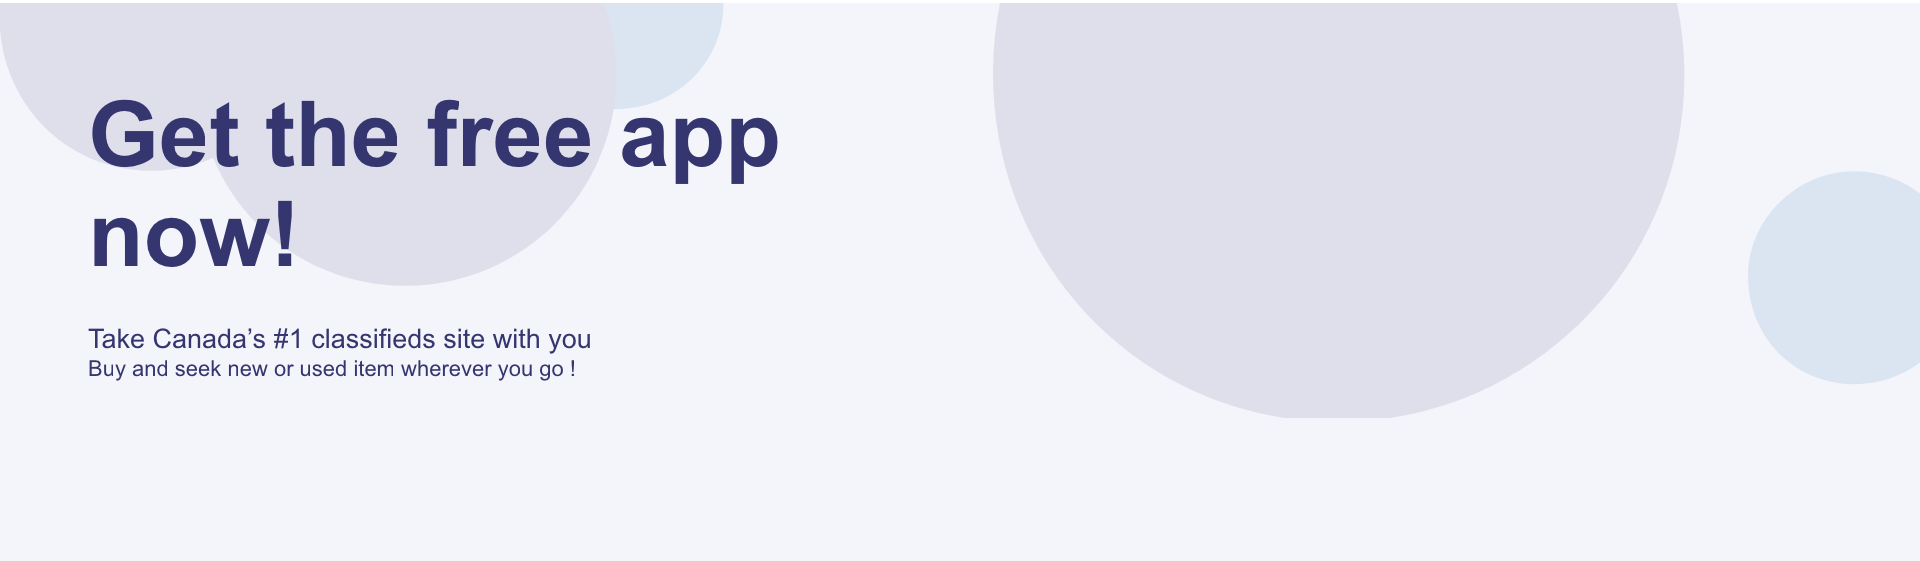 Get the free app
now!
Take Canada’s #1 classifieds site with you
Buy and seek new or used item wherever you go !